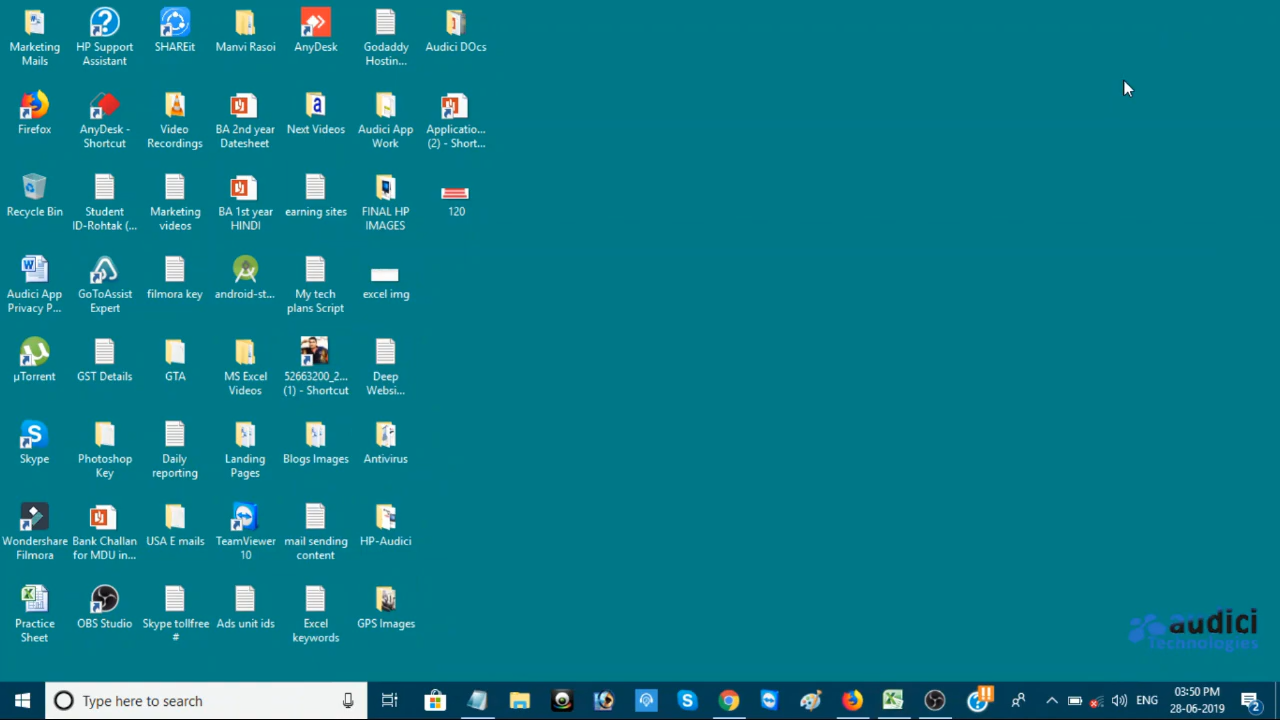 Marketing
Mails
HP Support
Assistant
SHAREit
Manvi Rasoi
AnyDesk
Godaddy
Hostin...
Audici DOcs
Firefox
AnyDesk -
Shortcut
Video
Recordings
BA 2nd year
Datesheet
Next Videos
Audici App
Work
Applicatio...
(2) - Short...
Recycle Bin
Student
ID-Rohtak (...
Marketing
videos
BA 1st year
HINDI
earning sites
FINAL HP
IMAGES
120
Audici App
Privacy P...
GoToAssist
Expert
filmora key
android-st...
My tech
plans Script
excel img
µTorrent
GST Details
GTA
MS Excel
Videos
52663200_2...
(1) - Shortcut
Deep
Websi...
Skype
Photoshop
Key
Daily
reporting
Landing
Pages
Blogs Images
Antivirus
Wondershare
Filmora
Bank Challan
for MDU in...
USA E mails
TeamViewer
10
mail sending
content
HP-Audici
Practice
Sheet
OBS Studio
Skype tollfree
#
Ads unit ids
Excel
keywords
GPS Images
audici
Technologies
Type here to search
ENG
03:50 PM
28-06-2019
2